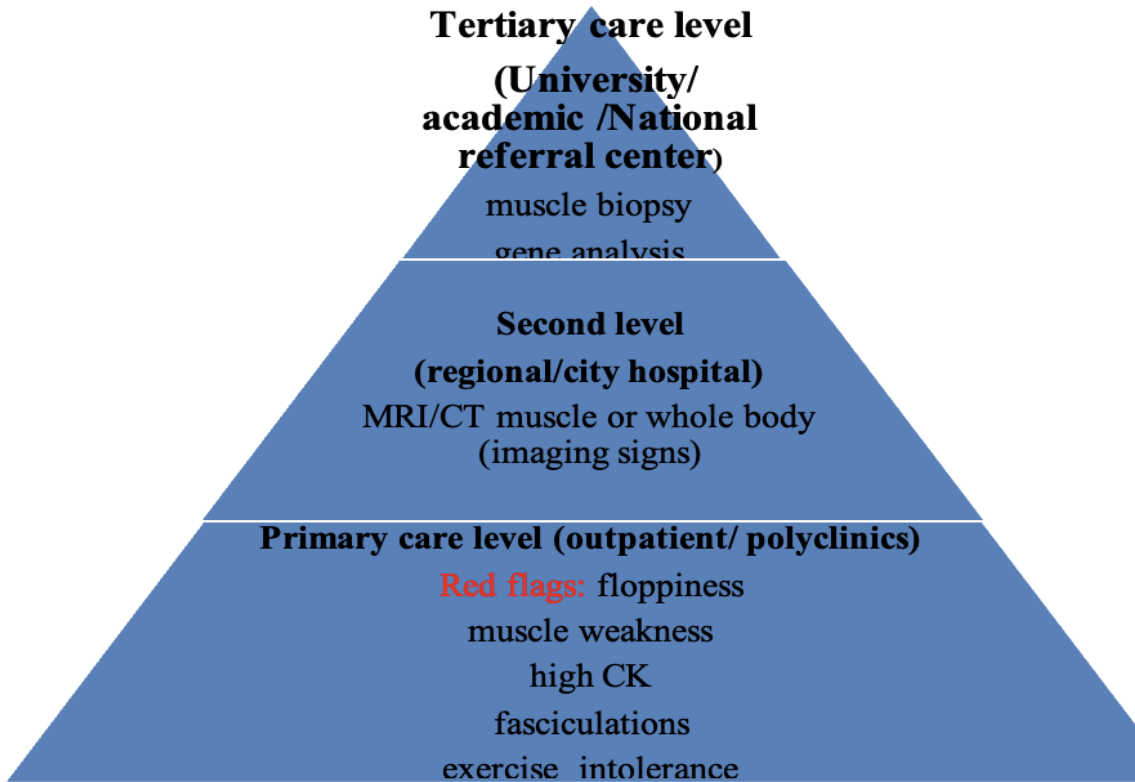 Tertiary care level
(University/
academic /National
referral center)
muscle biopsy
gene analysis
Second level
(regional/city hospital)
MRI/CT muscle or whole body
(imaging signs)
Primary care level (outpatient/ polyclinics)
Red flags: floppiness
muscle weakness
high CK
fasciculations
exercise intolerance